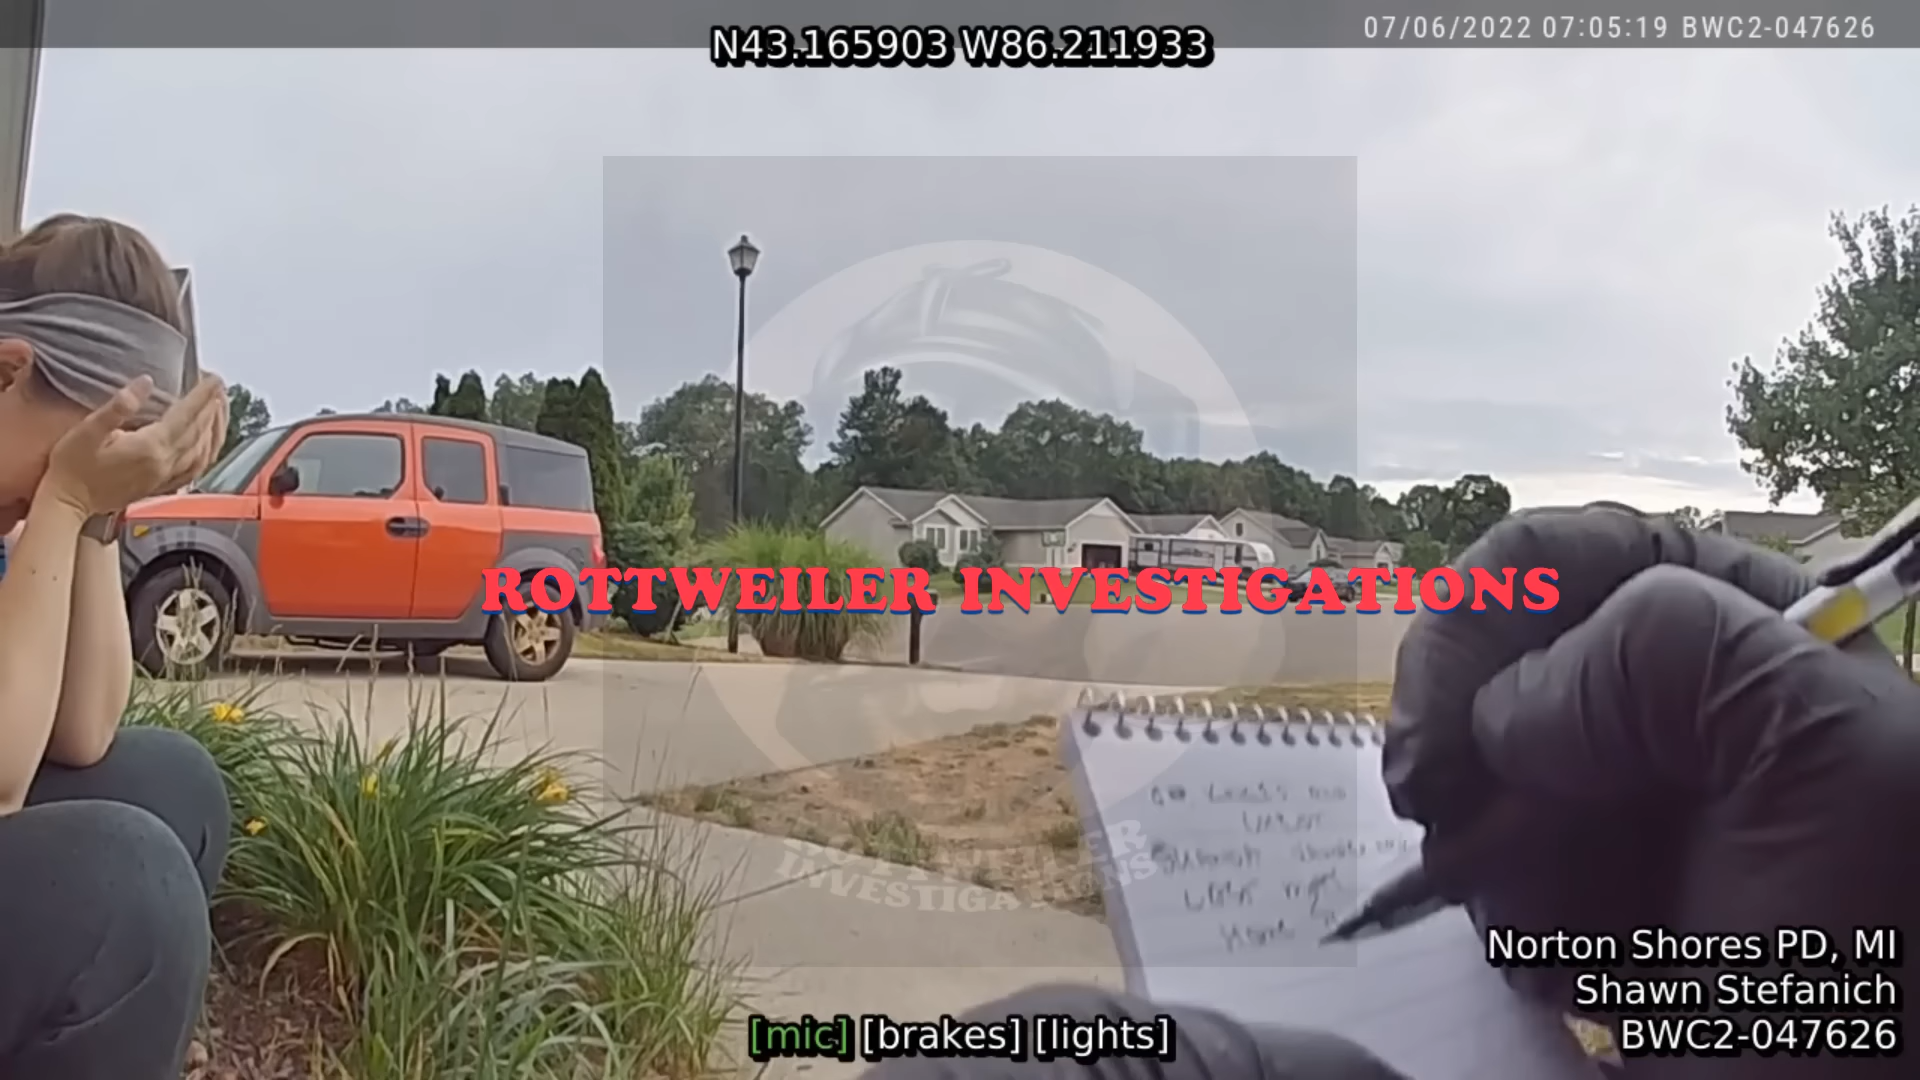 07/06/2022 07:05:19 BWC2-047626
N43.165903 W86.211933
ROTTWEILER INVESTIGATIONS
INVESTIGATIONS
Norton Shores PD, MI
Shawn Stefanich
BWC2-047626
[mic] [brakes] [lights]